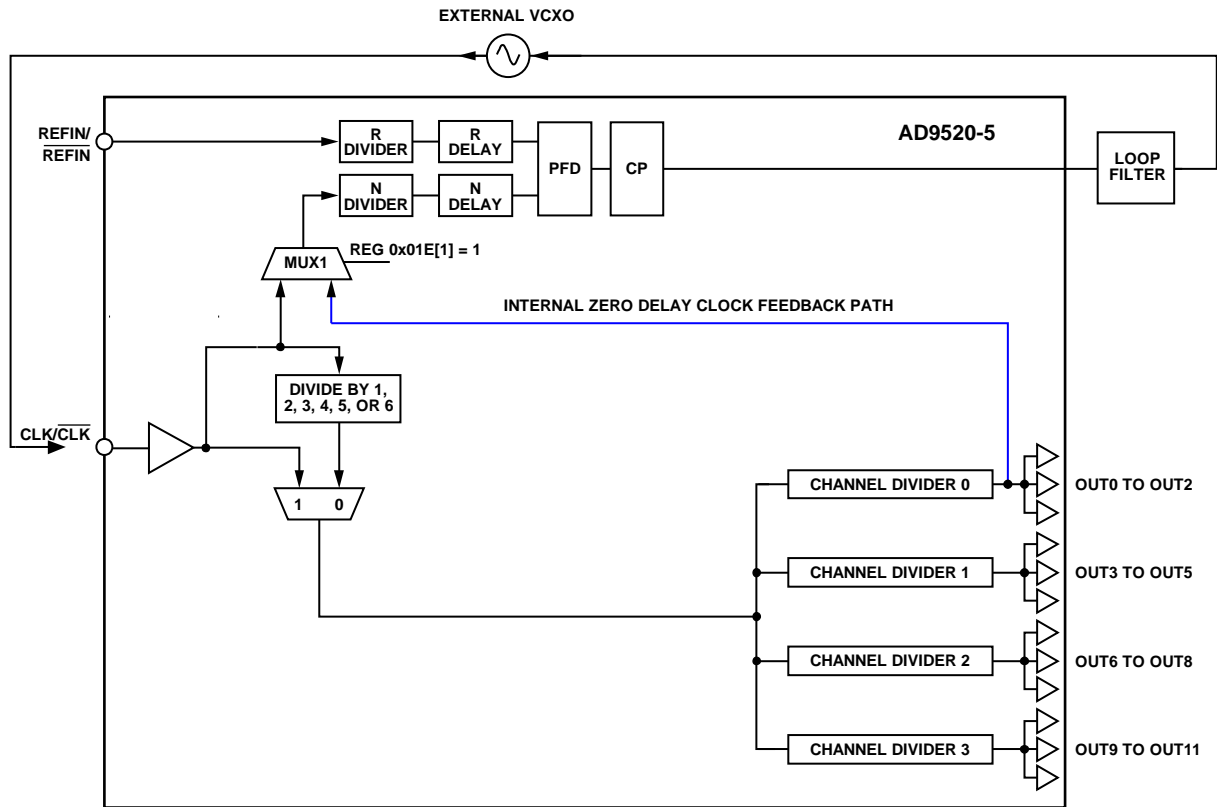 EXTERNAL VCXO
AD9520-5
REFIN/
REFIN
R
DIVIDER
R
DELAY
PFD
CP
LOOP
FILTER
N
DIVIDER
N
DELAY
MUX1
REG 0x01E[1] = 1
INTERNAL ZERO DELAY CLOCK FEEDBACK PATH
DIVIDE BY 1,
2, 3, 4, 5, OR 6
CLK/CLK
1 0
CHANNEL DIVIDER 0
OUT0 TO OUT2
CHANNEL DIVIDER 1
OUT3 TO OUT5
CHANNEL DIVIDER 2
OUT6 TO OUT8
CHANNEL DIVIDER 3
OUT9 TO OUT11